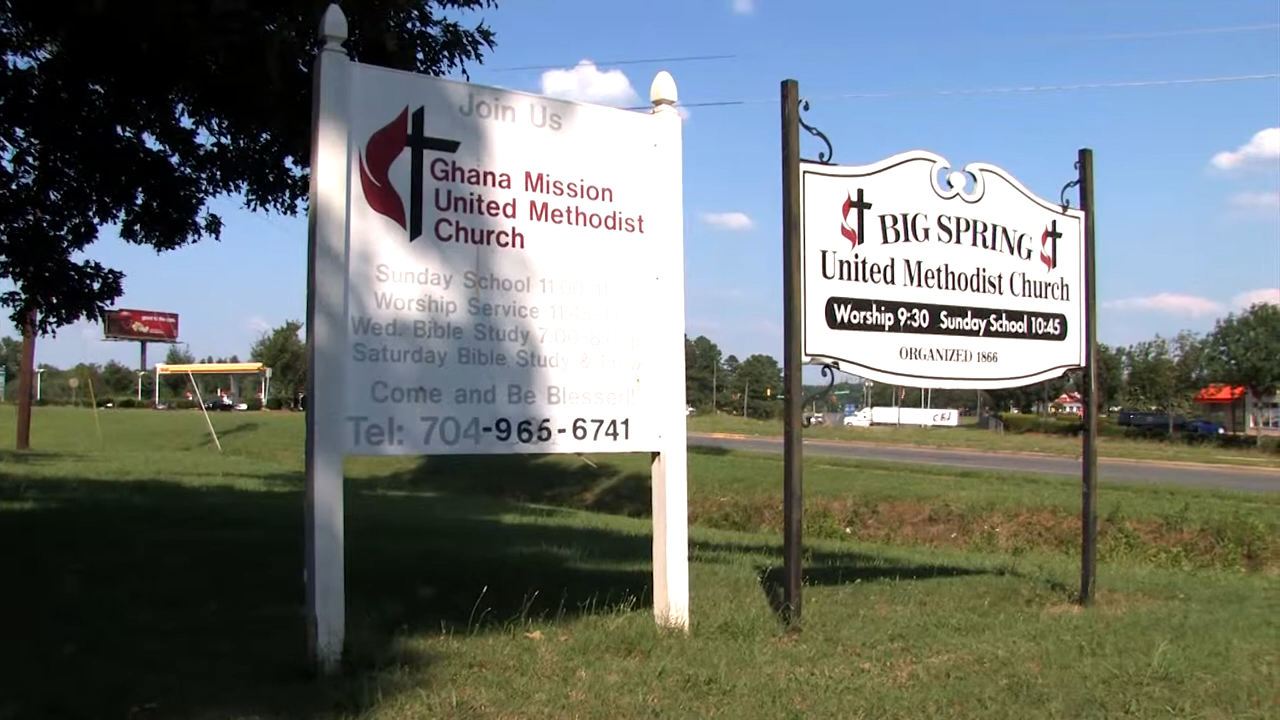 Join Us
Ghana Mission
United Methodist
Church
Sunday School
Worship Service
Wed. Bible Study
Saturday Bible Study &
Come and Be Blessed!
Tel: 704-965-6741
BIG SPRING
United Methodist Church
Worship 9:30 Sunday School 10:45
ORGANIZED 1866